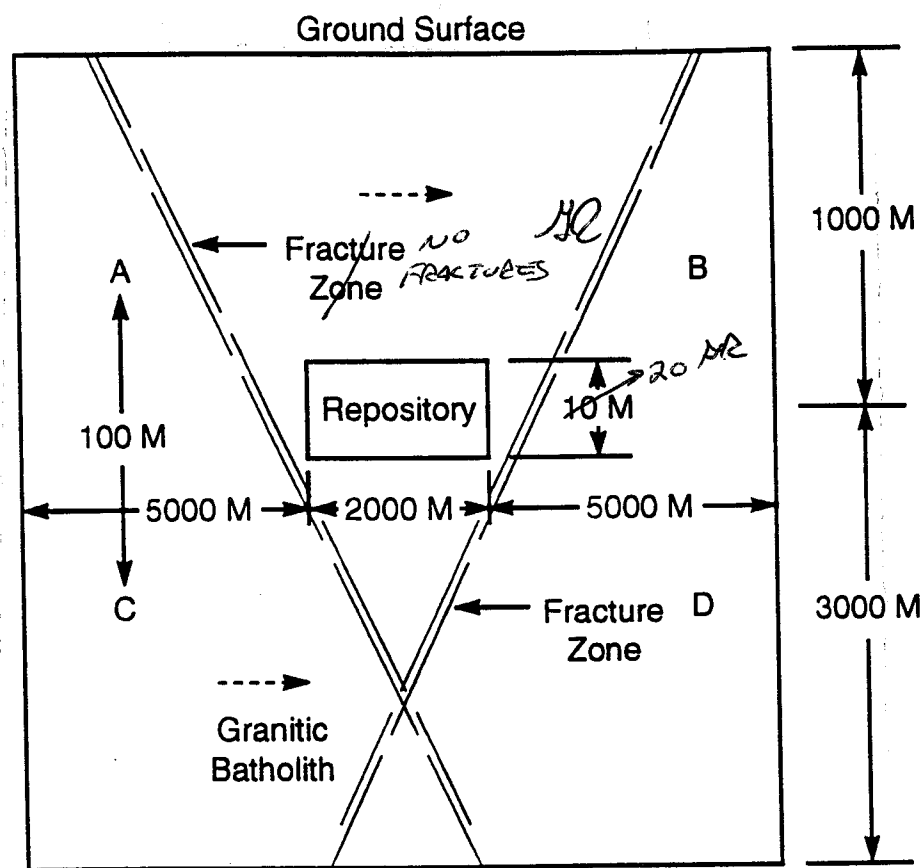 Ground Surface
1000 M
Fracture NO
Zone FRACTURES
A
B
20
Repository
10 M
100 M
5000 M
2000 M
5000 M
C
Fracture
Zone
D
3000 M
Granitic
Batholith